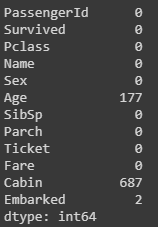 PassengerId 0
Survived 0
Pclass 0
Name 0
Sex 0
Age 177
SibSp 0
Parch 0
Ticket 0
Fare 0
Cabin 687
Embarked 2
dtype: int64